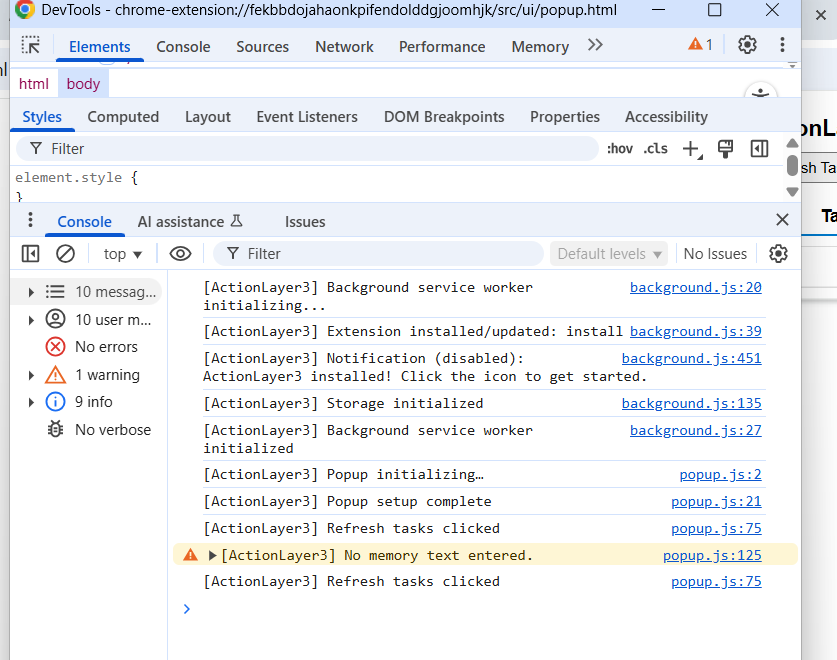 DevTools - chrome-extension://fekbbdojahaonkpifendolddgjoomhjk/src/ui/popup.html
Elements Console Sources Network Performance Memory 1
html body
Styles Computed Layout Event Listeners DOM Breakpoints Properties Accessibility
Filter :hov .cls
element.style {
}
Console AI assistance Issues
top Filter Default levels No Issues
10 messag...
10 user m...
No errors
1 warning
9 info
No verbose
[ActionLayer3] Background service worker background.js:20
initializing...
[ActionLayer3] Extension installed/updated: install background.js:39
[ActionLayer3] Notification (disabled): background.js:451
ActionLayer3 installed! Click the icon to get started.
[ActionLayer3] Storage initialized background.js:135
[ActionLayer3] Background service worker background.js:27
initialized
[ActionLayer3] Popup initializing… popup.js:2
[ActionLayer3] Popup setup complete popup.js:21
[ActionLayer3] Refresh tasks clicked popup.js:75
[ActionLayer3] No memory text entered. popup.js:125
[ActionLayer3] Refresh tasks clicked popup.js:75
onLa
sh Ta
Ta